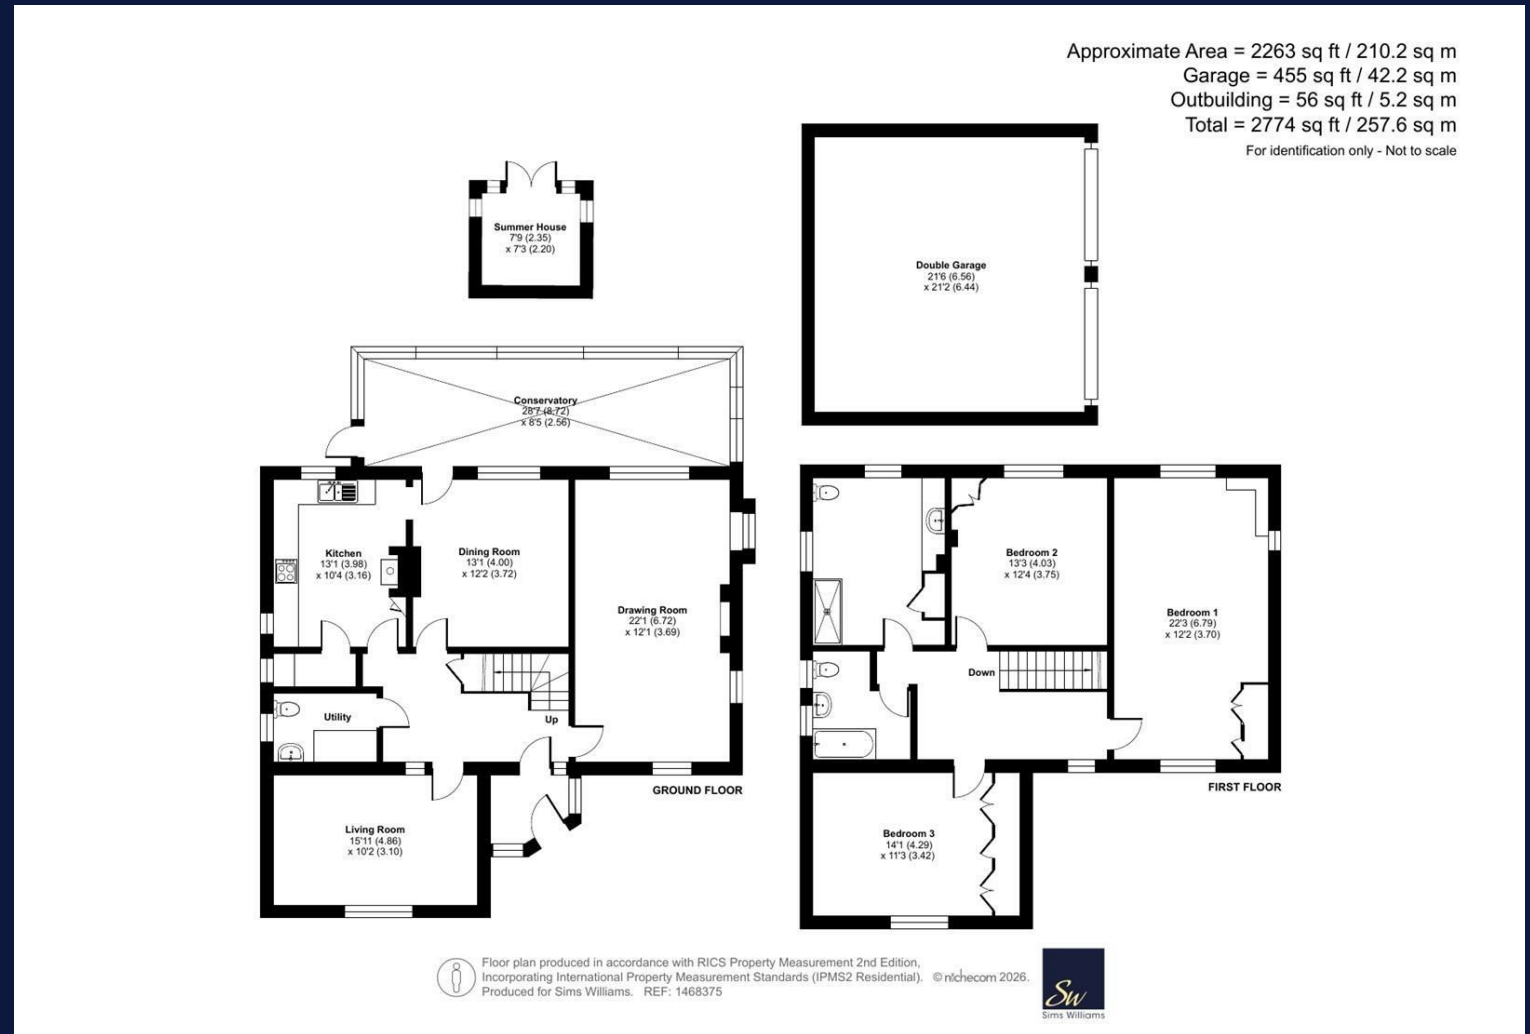 Approximate Area = 2263 sq ft / 210.2 sq m
Garage = 455 sq ft / 42.2 sq m
Outbuilding = 56 sq ft / 5.2 sq m
Total = 2774 sq ft / 257.6 sq m
For identification only - Not to scale
Summer House
7'9 (2.35)
x 7'3 (2.20)
Double Garage
21'6 (6.56)
x 21'2 (6.44)
Conservatory
28'7 (8.72)
x 8'5 (2.56)
Kitchen
13'1 (3.98)
x 10'4 (3.16)
Dining Room
13'1 (4.00)
x 12'2 (3.72)
Drawing Room
22'1 (6.72)
x 12'1 (3.69)
Utility
Up
Living Room
15'11 (4.86)
x 10'2 (3.10)
GROUND FLOOR
Bedroom 2
13'3 (4.03)
x 12'4 (3.75)
Bedroom 1
22'3 (6.79)
x 12'2 (3.70)
Down
Bedroom 3
14'1 (4.29)
x 11'3 (3.42)
FIRST FLOOR
Floor plan produced in accordance with RICS Property Measurement 2nd Edition,
Incorporating International Property Measurement Standards (IPMS2 Residential). © nichecom 2026.
Produced for Sims Williams. REF: 1468375
Sw
Sims Williams